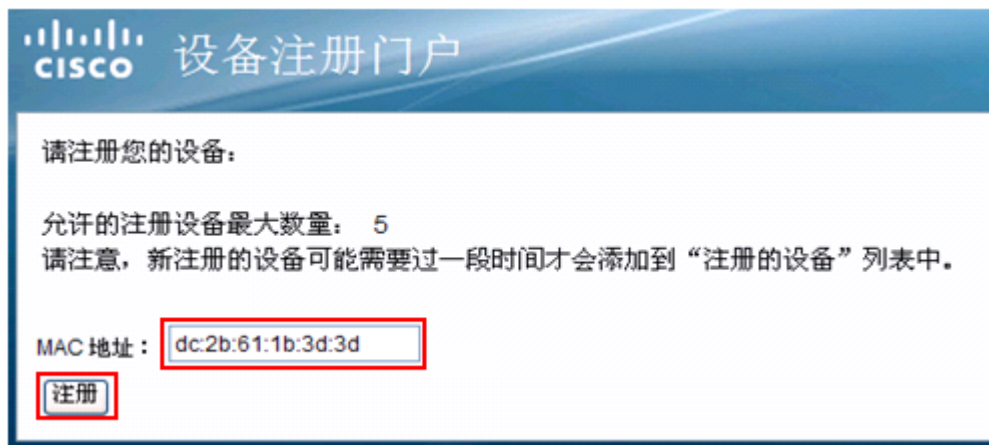 CISCO
设备注册门户
请注册您的设备：
允许的注册设备最大数量： 5
请注意，新注册的设备可能需要过一段时间才会添加到“注册的设备”列表中。
MAC 地址： dc:2b:61:1b:3d:3d
注册